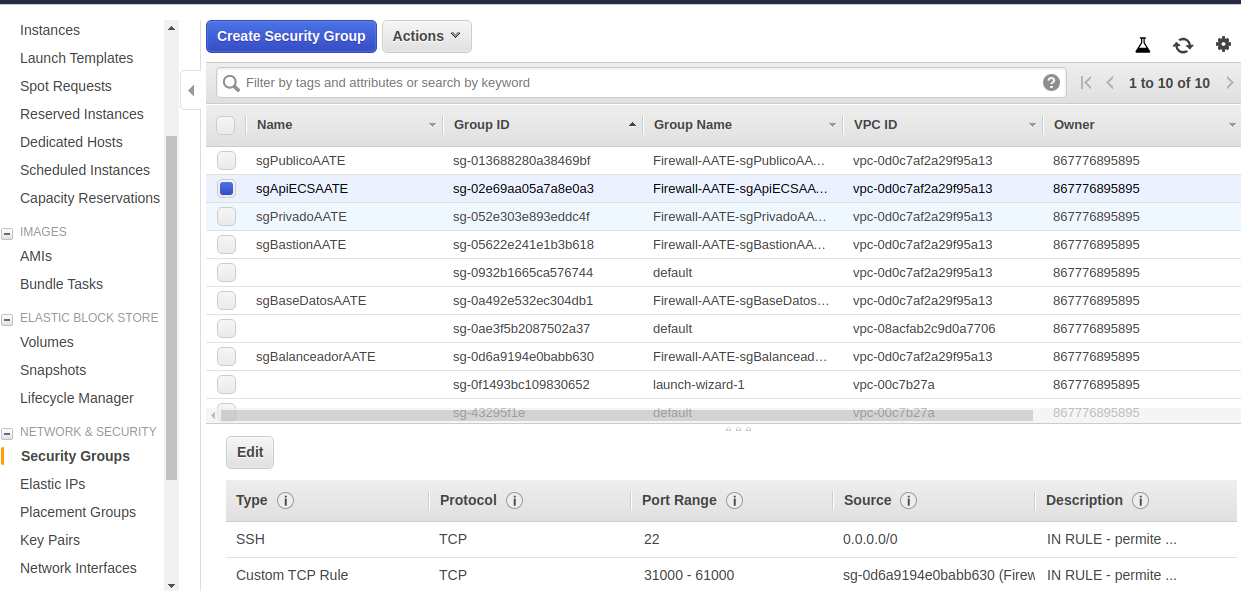 Instances
Launch Templates
Spot Requests
Reserved Instances
Dedicated Hosts
Scheduled Instances
Capacity Reservations
IMAGES
AMIs
Bundle Tasks
ELASTIC BLOCK STORE
Volumes
Snapshots
Lifecycle Manager
NETWORK & SECURITY
Security Groups
Elastic IPs
Placement Groups
Key Pairs
Network Interfaces
Create Security Group Actions
Filter by tags and attributes or search by keyword ? 1 to 10 of 10
Name Group ID Group Name VPC ID Owner
sgPublicoAATE sg-013688280a38469bf Firewall-AATE-sgPublicoAA… vpc-0d0c7af2a29f95a13 867776895895
sgApiECSAATE sg-02e69aa05a7a8e0a3 Firewall-AATE-sgApiECSAA… vpc-0d0c7af2a29f95a13 867776895895
sgPrivadoAATE sg-052e303e893eddc4f Firewall-AATE-sgPrivadoAA… vpc-0d0c7af2a29f95a13 867776895895
sgBastionAATE sg-05622e241e1b3b618 Firewall-AATE-sgBastionAA… vpc-0d0c7af2a29f95a13 867776895895
sg-0932b1665ca576744 default vpc-0d0c7af2a29f95a13 867776895895
sgBaseDatosAATE sg-0a492e532ec304db1 Firewall-AATE-sgBaseDatos… vpc-0d0c7af2a29f95a13 867776895895
sg-0ae3f5b2087502a37 default vpc-08acfab2c9d0a7706 867776895895
sgBalanceadorAATE sg-0d6a9194e0babb630 Firewall-AATE-sgBalancead… vpc-0d0c7af2a29f95a13 867776895895
sg-0f1493bc109830652 launch-wizard-1 vpc-00c7b27a 867776895895
sg-43295f1e default vpc-00c7b27a 867776895895
Edit
Type Protocol Port Range Source Description
SSH TCP 22 0.0.0.0/0 IN RULE - permite ...
Custom TCP Rule TCP 31000 - 61000 sg-0d6a9194e0babb630 (Firew IN RULE - permite ...